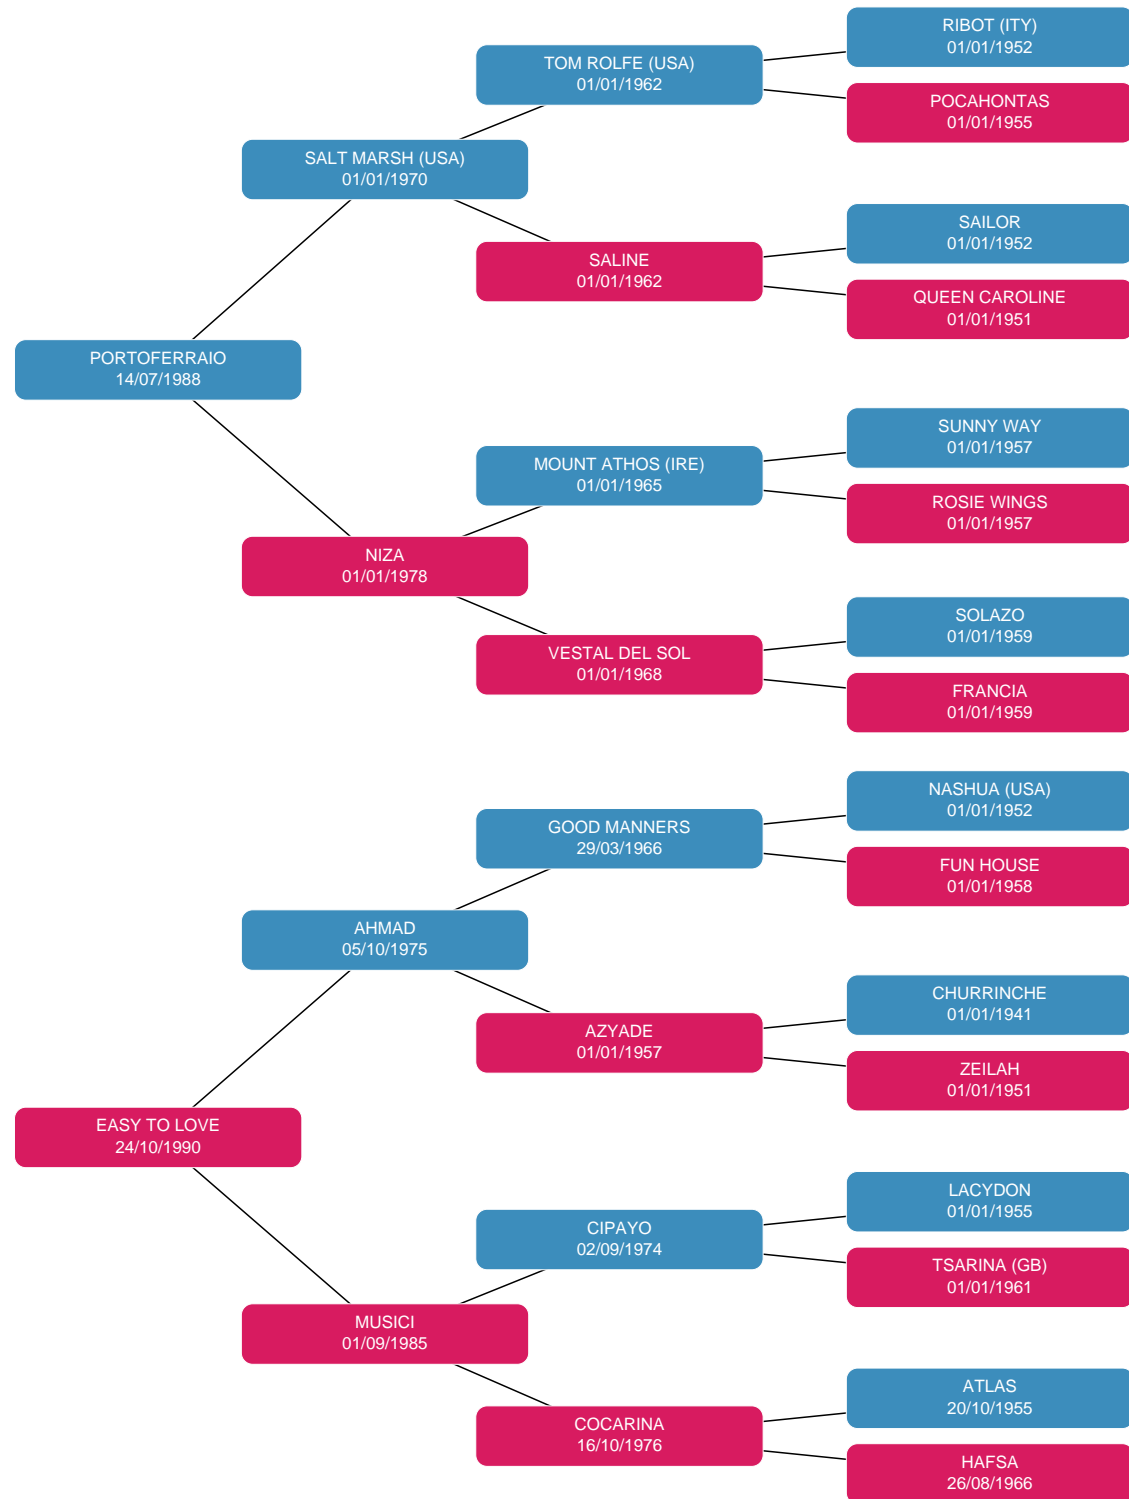 RIBOT (ITY)
01/01/1952
TOM ROLFE (USA)
01/01/1962
POCAHONTAS
01/01/1955
SALT MARSH (USA)
01/01/1970
SAILOR
01/01/1952
SALINE
01/01/1962
QUEEN CAROLINE
01/01/1951
PORTOFERRAIO
14/07/1988
SUNNY WAY
01/01/1957
MOUNT ATHOS (IRE)
01/01/1965
ROSIE WINGS
01/01/1957
NIZA
01/01/1978
SOLAZO
01/01/1959
VESTAL DEL SOL
01/01/1968
FRANCIA
01/01/1959
NASHUA (USA)
01/01/1952
GOOD MANNERS
29/03/1966
FUN HOUSE
01/01/1958
AHMAD
05/10/1975
CHURRINCHE
01/01/1941
AZYADE
01/01/1957
ZEILAH
01/01/1951
EASY TO LOVE
24/10/1990
LACYDON
01/01/1955
CIPAYO
02/09/1974
TSARINA (GB)
01/01/1961
MUSICI
01/09/1985
ATLAS
20/10/1955
COCARINA
16/10/1976
HAFSA
26/08/1966